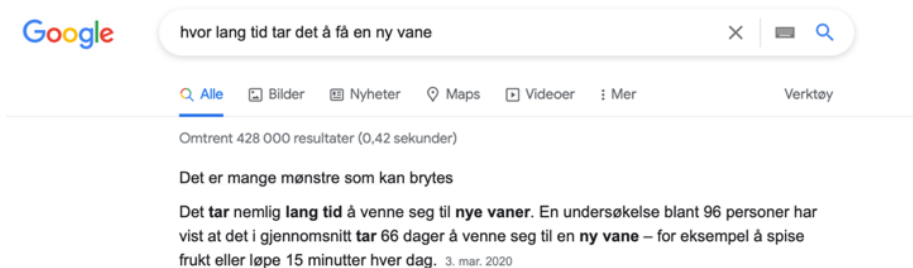 Google
hvor lang tid tar det å få en ny vane
Alle Bilder Nyheter Maps Videoer Mer Verktøy
Omtrent 428 000 resultater (0,42 sekunder)
Det er mange mønstre som kan brytes
Det tar nemlig lang tid å venne seg til nye vaner. En undersøkelse blant 96 personer har
vist at det i gjennomsnitt tar 66 dager å venne seg til en ny vane – for eksempel å spise
frukt eller løpe 15 minutter hver dag. 3. mar. 2020